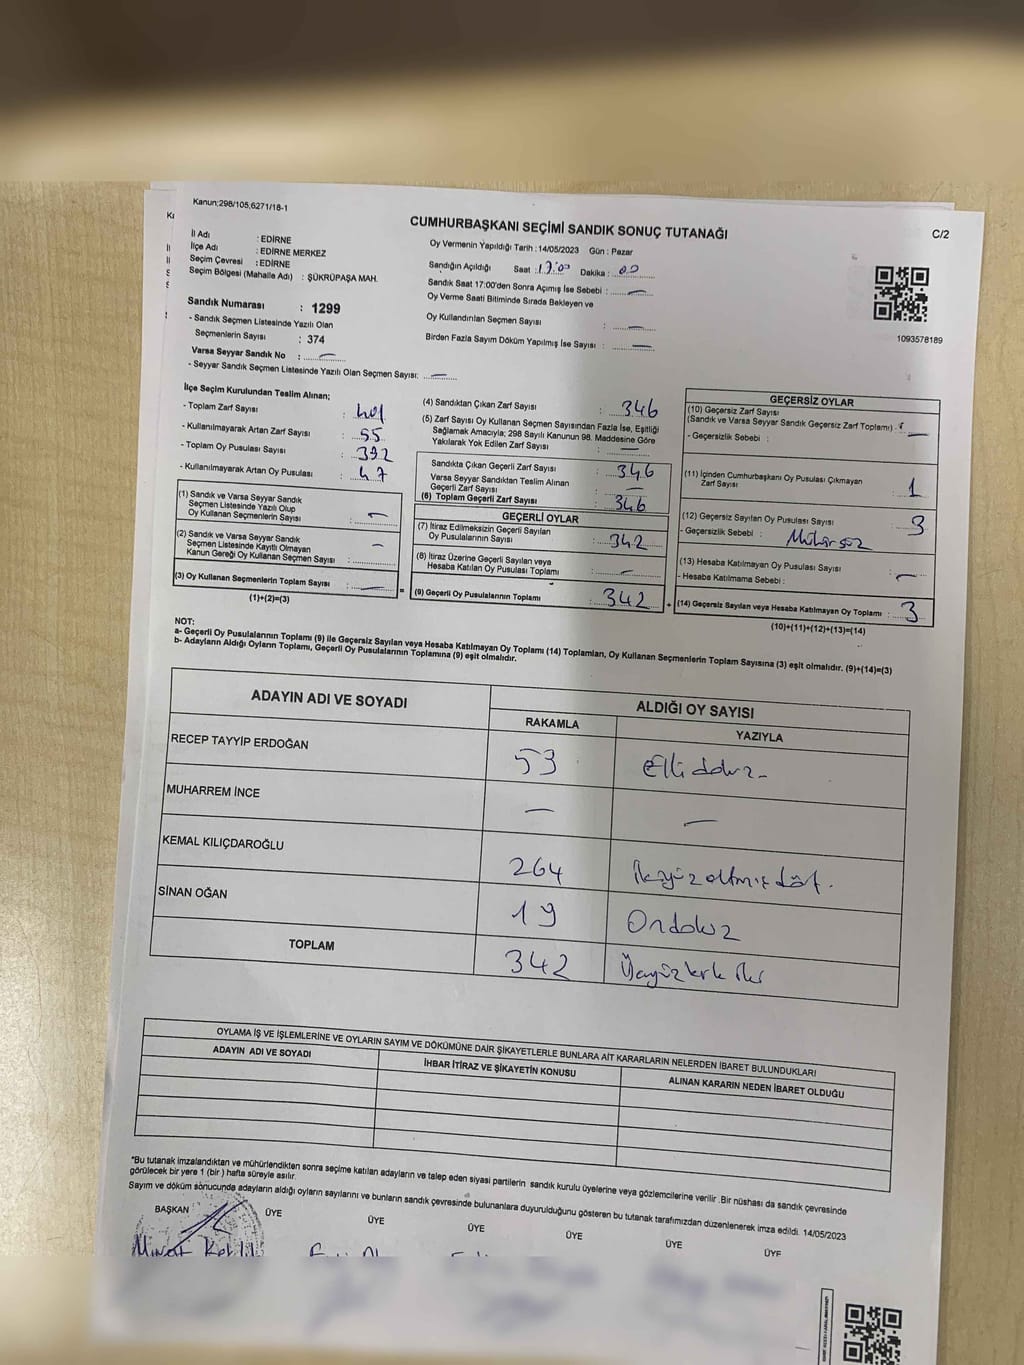 Kanun;298/105,6271/18-1
CUMHURBAŞKANI SEÇİMİ SANDIK SONUÇ TUTANAĞI
C/2
İl Adı : EDİRNE
İlçe Adı : EDİRNE MERKEZ
Seçim Çevresi : EDİRNE
Seçim Bölgesi (Mahalle Adı) : ŞÜKRÜPAŞA MAH.
Sandık Numarası : 1299
- Sandık Seçmen Listesinde Yazılı Olan
Seçmenlerin Sayısı : 374
Varsa Seyyar Sandık No : —
- Seyyar Sandık Seçmen Listesinde Yazılı Olan Seçmen Sayısı: —
Oy Vermenin Yapıldığı Tarih : 14/05/2023 Gün : Pazar
Sandığın Açıldığı Saat : 17:00 Dakika : 00
Sandık Saat 17:00'den Sonra Açılmış İse Sebebi : —
Oy Verme Saati Bitiminde Sırada Bekleyen ve
Oy Kullandırılan Seçmen Sayısı : —
Birden Fazla Sayım Döküm Yapılmış İse Sayısı : —
1093578189
İlçe Seçim Kurulundan Teslim Alınan;
- Toplam Zarf Sayısı : 401
- Kullanılmayarak Artan Zarf Sayısı : 55
- Toplam Oy Pusulası Sayısı : 392
- Kullanılmayarak Artan Oy Pusulası : 47
(1) Sandık ve Varsa Seyyar Sandık
Seçmen Listesinde Yazılı Olup
Oy Kullanan Seçmenlerin Sayısı : —
(2) Sandık ve Varsa Seyyar Sandık
Seçmen Listesinde Kayıtlı Olmayan
Kanun Gereği Oy Kullanan Seçmen Sayısı : —
(3) Oy Kullanan Seçmenlerin Toplam Sayısı : —
(1)+(2)=(3)
(4) Sandıktan Çıkan Zarf Sayısı : 346
(5) Zarf Sayısı Oy Kullanan Seçmen Sayısından Fazla İse, Eşitliği
Sağlamak Amacıyla; 298 Sayılı Kanunun 98. Maddesine Göre
Yakılarak Yok Edilen Zarf Sayısı : —
Sandıkta Çıkan Geçerli Zarf Sayısı : 346
Varsa Seyyar Sandıktan Teslim Alınan
Geçerli Zarf Sayısı : —
(6) Toplam Geçerli Zarf Sayısı : 346
GEÇERLİ OYLAR
(7) İtiraz Edilmeksizin Geçerli Sayılan
Oy Pusulalarının Sayısı : 342
(8) İtiraz Üzerine Geçerli Sayılan veya
Hesaba Katılan Oy Pusulası Toplamı : —
(9) Geçerli Oy Pusulalarının Toplamı : 342
GEÇERSİZ OYLAR
(10) Geçersiz Zarf Sayısı
(Sandık ve Varsa Seyyar Sandık Geçersiz Zarf Toplamı) : —
- Geçersizlik Sebebi :
(11) İçinden Cumhurbaşkanı Oy Pusulası Çıkmayan
Zarf Sayısı : 1
(12) Geçersiz Sayılan Oy Pusulası Sayısı : 3
- Geçersizlik Sebebi : Mühürsüz
(13) Hesaba Katılmayan Oy Pusulası Sayısı : —
- Hesaba Katılmama Sebebi :
(14) Geçersiz Sayılan veya Hesaba Katılmayan Oy Toplamı : 3
(10)+(11)+(12)+(13)=(14)
NOT:
a- Geçerli Oy Pusulalarının Toplamı (9) ile Geçersiz Sayılan veya Hesaba Katılmayan Oy Toplamı (14) Toplamları, Oy Kullanan Seçmenlerin Toplam Sayısına (3) eşit olmalıdır. (9)+(14)=(3)
b- Adayların Aldığı Oyların Toplamı, Geçerli Oy Pusulalarının Toplamına (9) eşit olmalıdır.
ADAYIN ADI VE SOYADI ALDIĞI OY SAYISI
RAKAMLA YAZIYLA
RECEP TAYYİP ERDOĞAN 53
MUHARREM İNCE — —
KEMAL KILIÇDAROĞLU 264 ikiyüzaltmışdört.
SİNAN OĞAN 19 Ondokuz
TOPLAM 342 Üçyüzkırk iki
OYLAMA İŞ VE İŞLEMLERİNE VE OYLARIN SAYIM VE DÖKÜMÜNE DAİR ŞİKAYETLERLE BUNLARA AİT KARARLARIN NELERDEN İBARET BULUNDUKLARI
ADAYIN ADI VE SOYADI İHBAR İTİRAZ VE ŞİKAYETİN KONUSU ALINAN KARARIN NEDEN İBARET OLDUĞU
*Bu tutanak imzalandıktan ve mühürlendikten sonra seçime katılan adayların ve talep eden siyasi partilerin sandık kurulu üyelerine veya gözlemcilerine verilir .Bir nüshası da sandık çevresinde
görülecek bir yere 1 (bir ) hafta süreyle asılır.
Sayım ve döküm sonucunda adayların aldığı oyların sayılarını ve bunların sandık çevresinde bulunanlara duyurulduğunu gösteren bu tutanak tarafımızdan düzenlenerek imza edildi. 14/05/2023
BAŞKAN ÜYE ÜYE ÜYE ÜYE ÜYE ÜYE